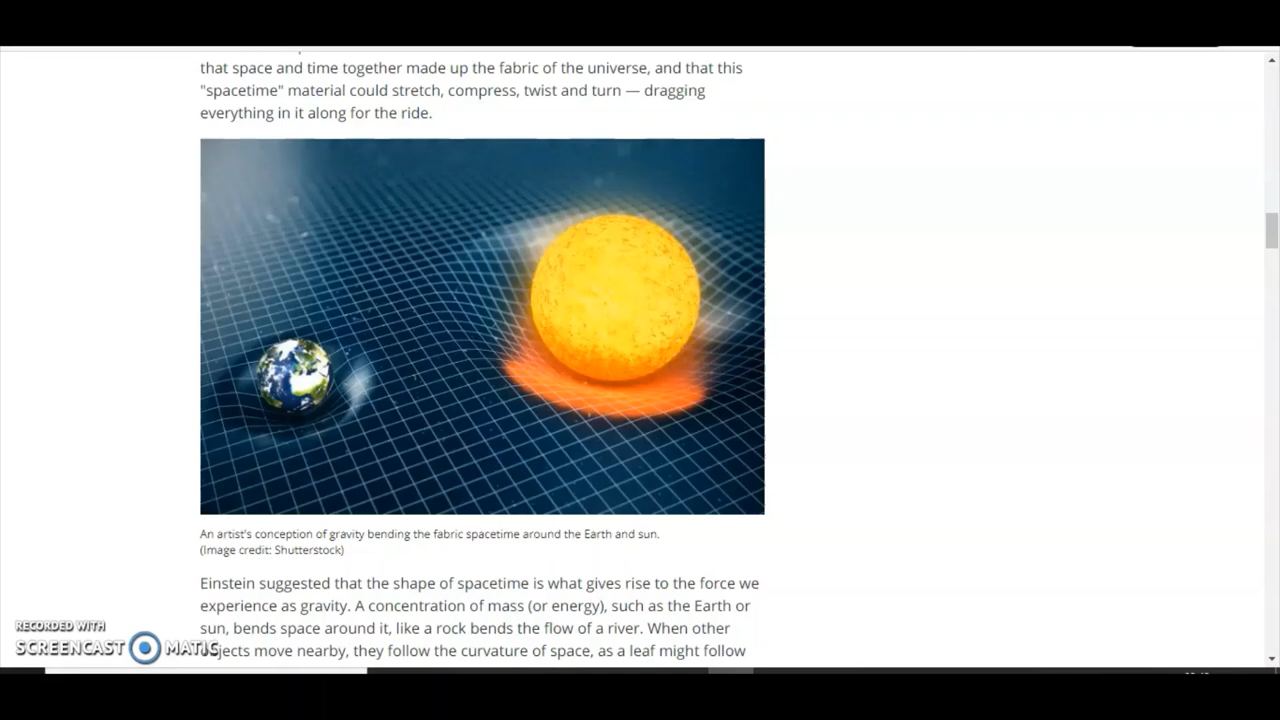 that space and time together made up the fabric of the universe, and that this
"spacetime" material could stretch, compress, twist and turn — dragging
everything in it along for the ride.
An artist's conception of gravity bending the fabric spacetime around the Earth and sun.
(Image credit: Shutterstock)
Einstein suggested that the shape of spacetime is what gives rise to the force we
experience as gravity. A concentration of mass (or energy), such as the Earth or
sun, bends space around it, like a rock bends the flow of a river. When other
move nearby, they follow the curvature of space, as a leaf might follow
RECORDED WITH
SCREENCAST MATIC